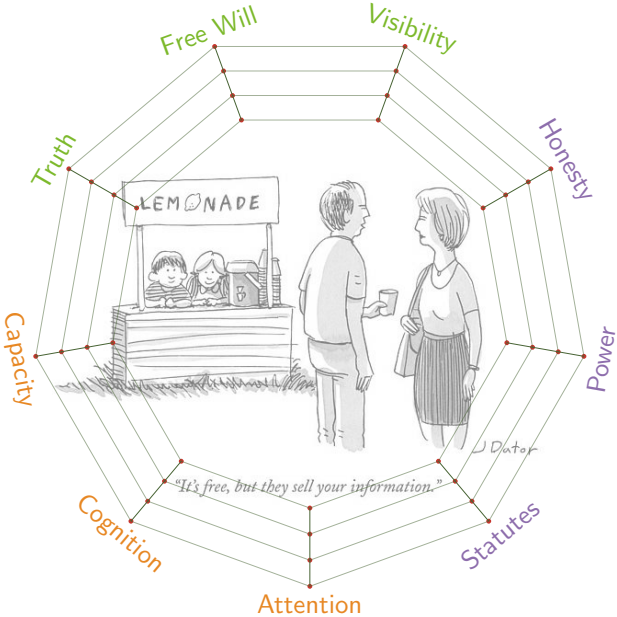 Free Will
Visibility
Truth
Honesty
LEMONADE
Capacity
Power
J Dator
"It's free, but they sell your information."
Cognition
Statutes
Attention